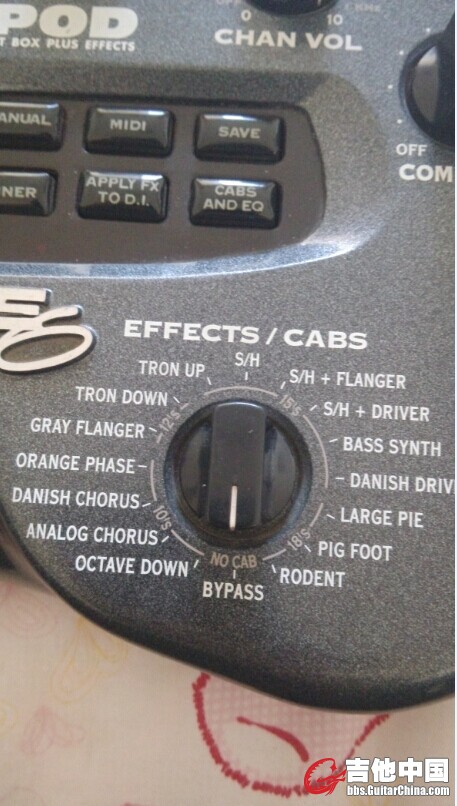 OFF
KHz
0 10
POD
T BOX PLUS EFFECTS
CHAN VOL
ANUAL
MIDI
SAVE
OFF
COM
NER
APPLY FX
TO D.I.
CABS
AND EQ
EFFECTS / CABS
S/H
TRON UP
S/H + FLANGER
TRON DOWN
S/H + DRIVER
12's
15's
GRAY FLANGER
BASS SYNTH
ORANGE PHASE
DANISH DRIV
DANISH CHORUS
LARGE PIE
10's
18's
ANALOG CHORUS
PIG FOOT
OCTAVE DOWN
NO CAB
RODENT
BYPASS
吉他中国
bbs.GuitarChina.com